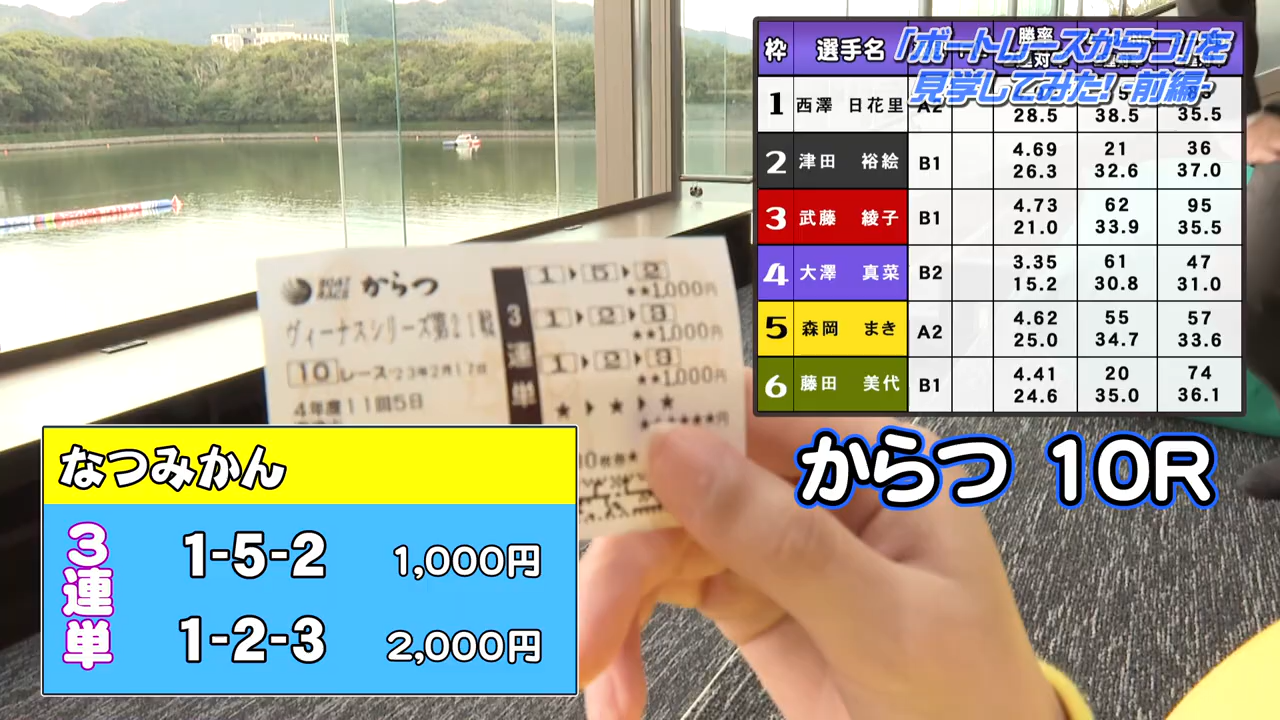 「ボートレースからつ」を
見学してみた! -前編-
枠 選手名 勝率
1 西澤 日花里 A2 28.5 38.5 35.5
2 津田 裕絵 B1 4.69 21 36
26.3 32.6 37.0
3 武藤 綾子 B1 4.73 62 95
21.0 33.9 35.5
4 大澤 真菜 B2 3.35 61 47
15.2 30.8 31.0
5 森岡 まき A2 4.62 55 57
25.0 34.7 33.6
6 藤田 美代 B1 4.41 20 74
24.6 35.0 36.1
からつ 10R
からつ
ヴィーナスシリーズ第21戦
10レース '23年2月17日
4年度11回5日
3連単
1 5 2
★★1,000円
1 2 3
★★1,000円
1 2 3
★★1,000円
★ ★ ★
なつみかん
3連単
1-5-2 1,000円
1-2-3 2,000円